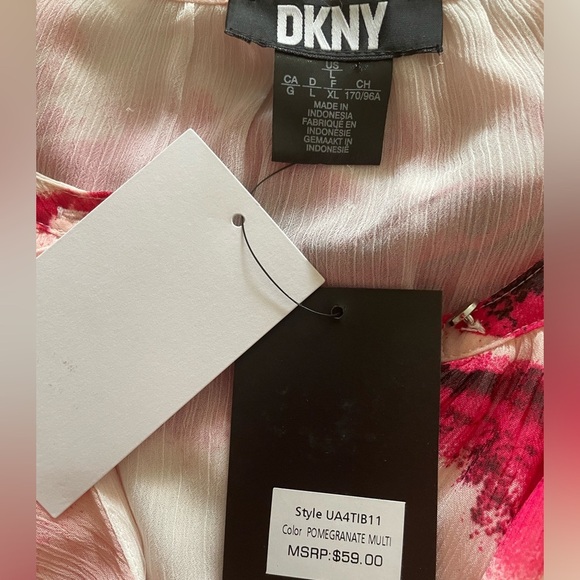 DKNY
US
L
CA D F CH
G L XL 170/96A
MADE IN
INDONESIA
FABRIQUE EN
INDONÉSIE
GEMAAKT IN
INDONESIË
Style UA4TIB11
Color POMEGRANATE MULTI
MSRP:$59.00